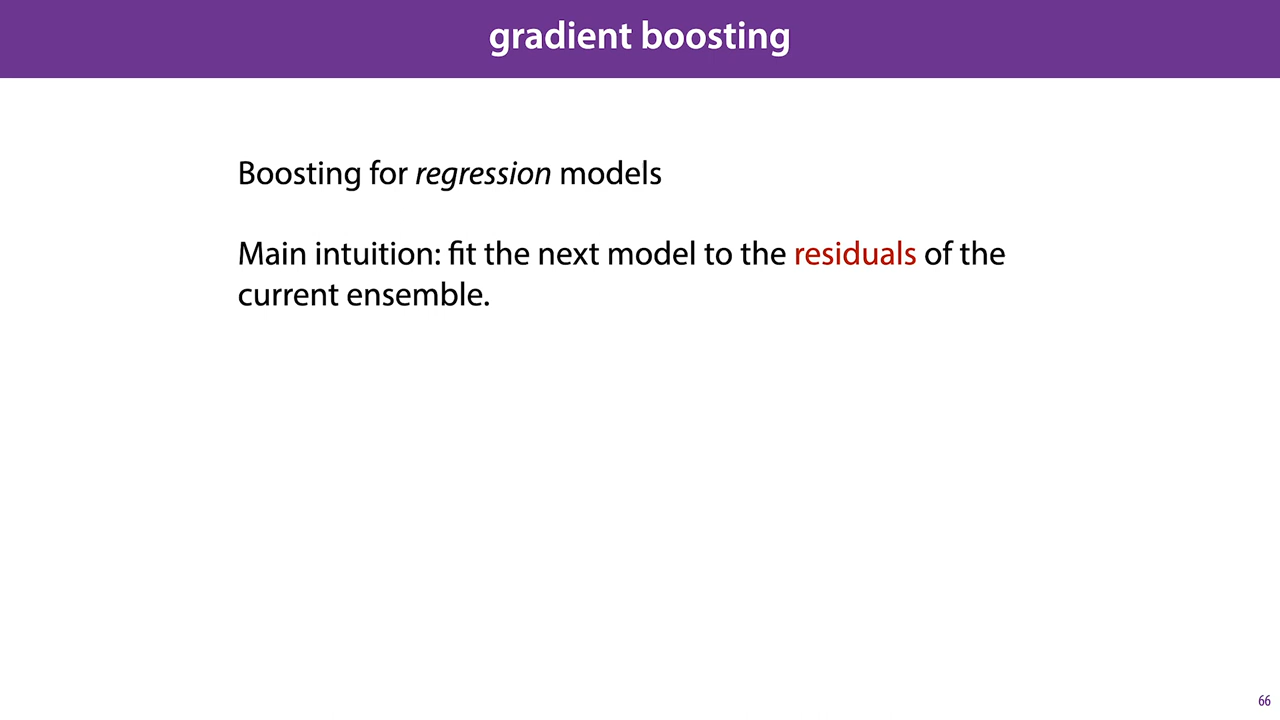 gradient boosting
Boosting for regression models
Main intuition: fit the next model to the residuals of the
current ensemble.
66